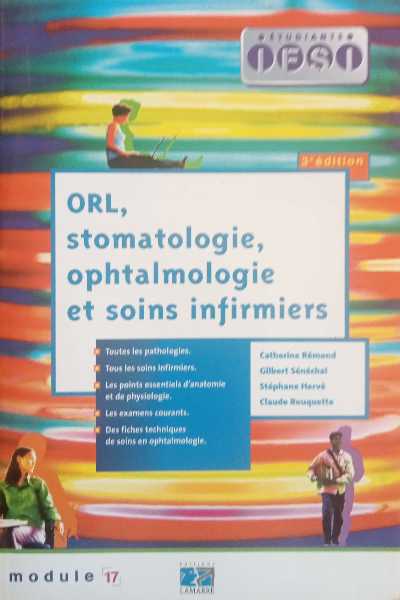 ÉTUDIANTS
IFSI
3e édition
ORL,
stomatologie,
ophtalmologie
et soins infirmiers
Toutes les pathologies.
Tous les soins infirmiers.
Les points essentiels d'anatomie
et de physiologie.
Les examens courants.
Des fiches techniques
de soins en ophtalmologie.
Catherine Rémond
Gilbert Sénéchal
Stéphane Hervé
Claude Rouquette
module 17
ÉDITIONS
LAMARRE